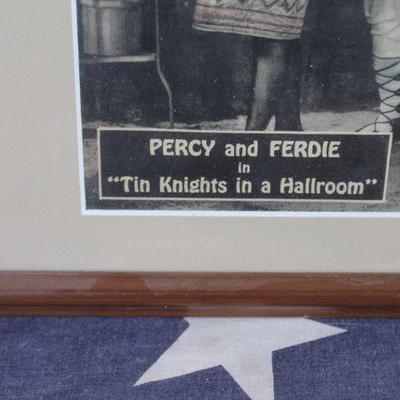 PERCY and FERDIE
in
"Tin Knights in a Hallroom"